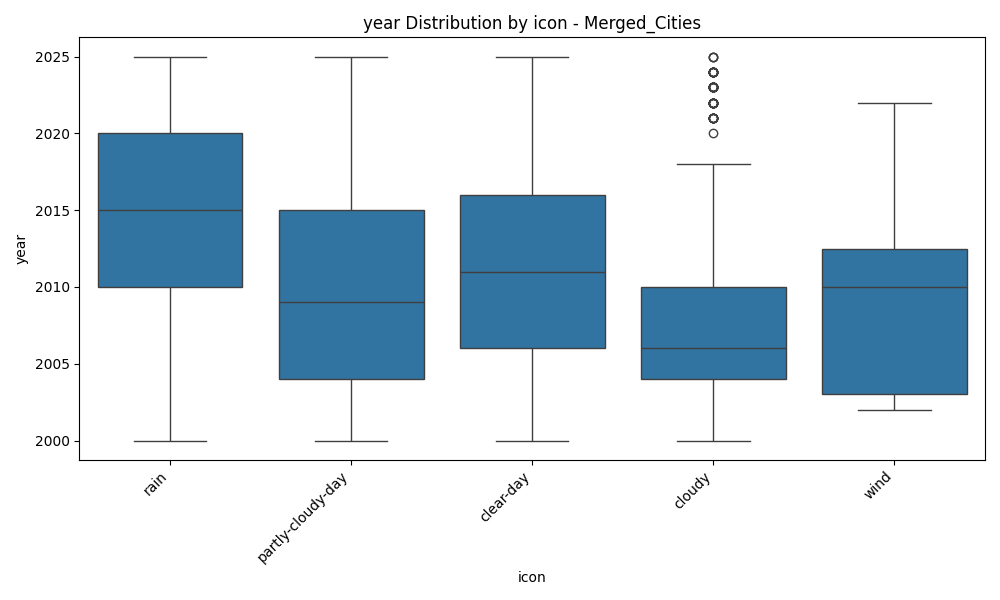 year Distribution by icon - Merged_Cities
year
2025
2020
2015
2010
2005
2000
rain
partly-cloudy-day
clear-day
cloudy
wind
icon